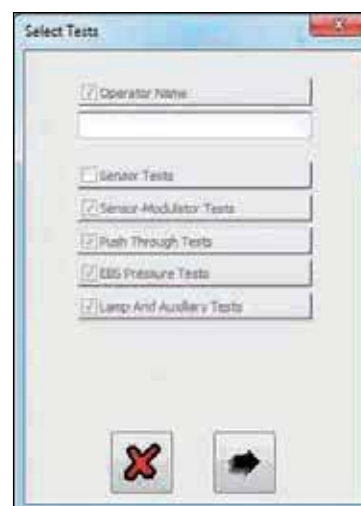 Select Tests
Operator Name
Sensor Tests
Sensor-Modulator Tests
Push Through Tests
EBS Pressure Tests
Lamp And Auxiliary Tests